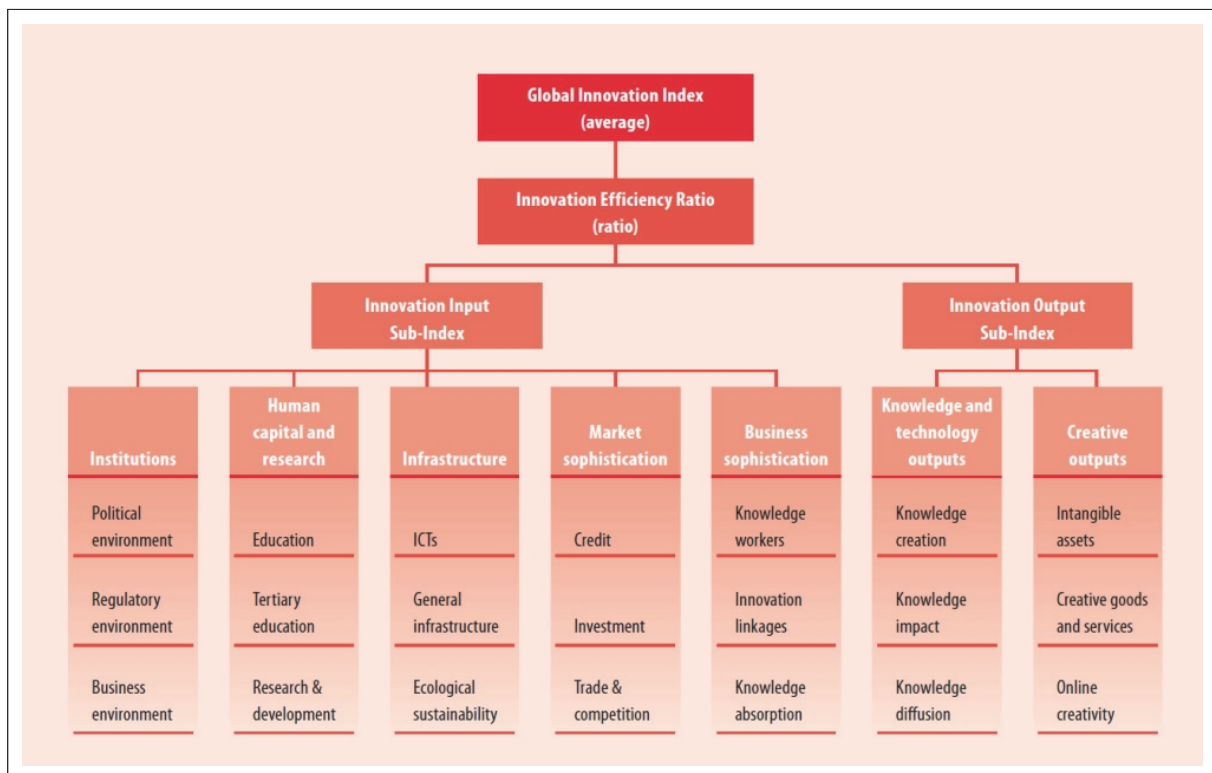 Global Innovation Index
(average)
Innovation Efficiency Ratio
(ratio)
Innovation Input
Sub-Index
Innovation Output
Sub-Index
Institutions
Human
capital and
research
Infrastructure
Market
sophistication
Business
sophistication
Knowledge and
technology
outputs
Creative
outputs
Political
environment
Education
ICTs
Credit
Knowledge
workers
Knowledge
creation
Intangible
assets
Regulatory
environment
Tertiary
education
General
infrastructure
Investment
Innovation
linkages
Knowledge
impact
Creative goods
and services
Business
environment
Research &
development
Ecological
sustainability
Trade &
competition
Knowledge
absorption
Knowledge
diffusion
Online
creativity